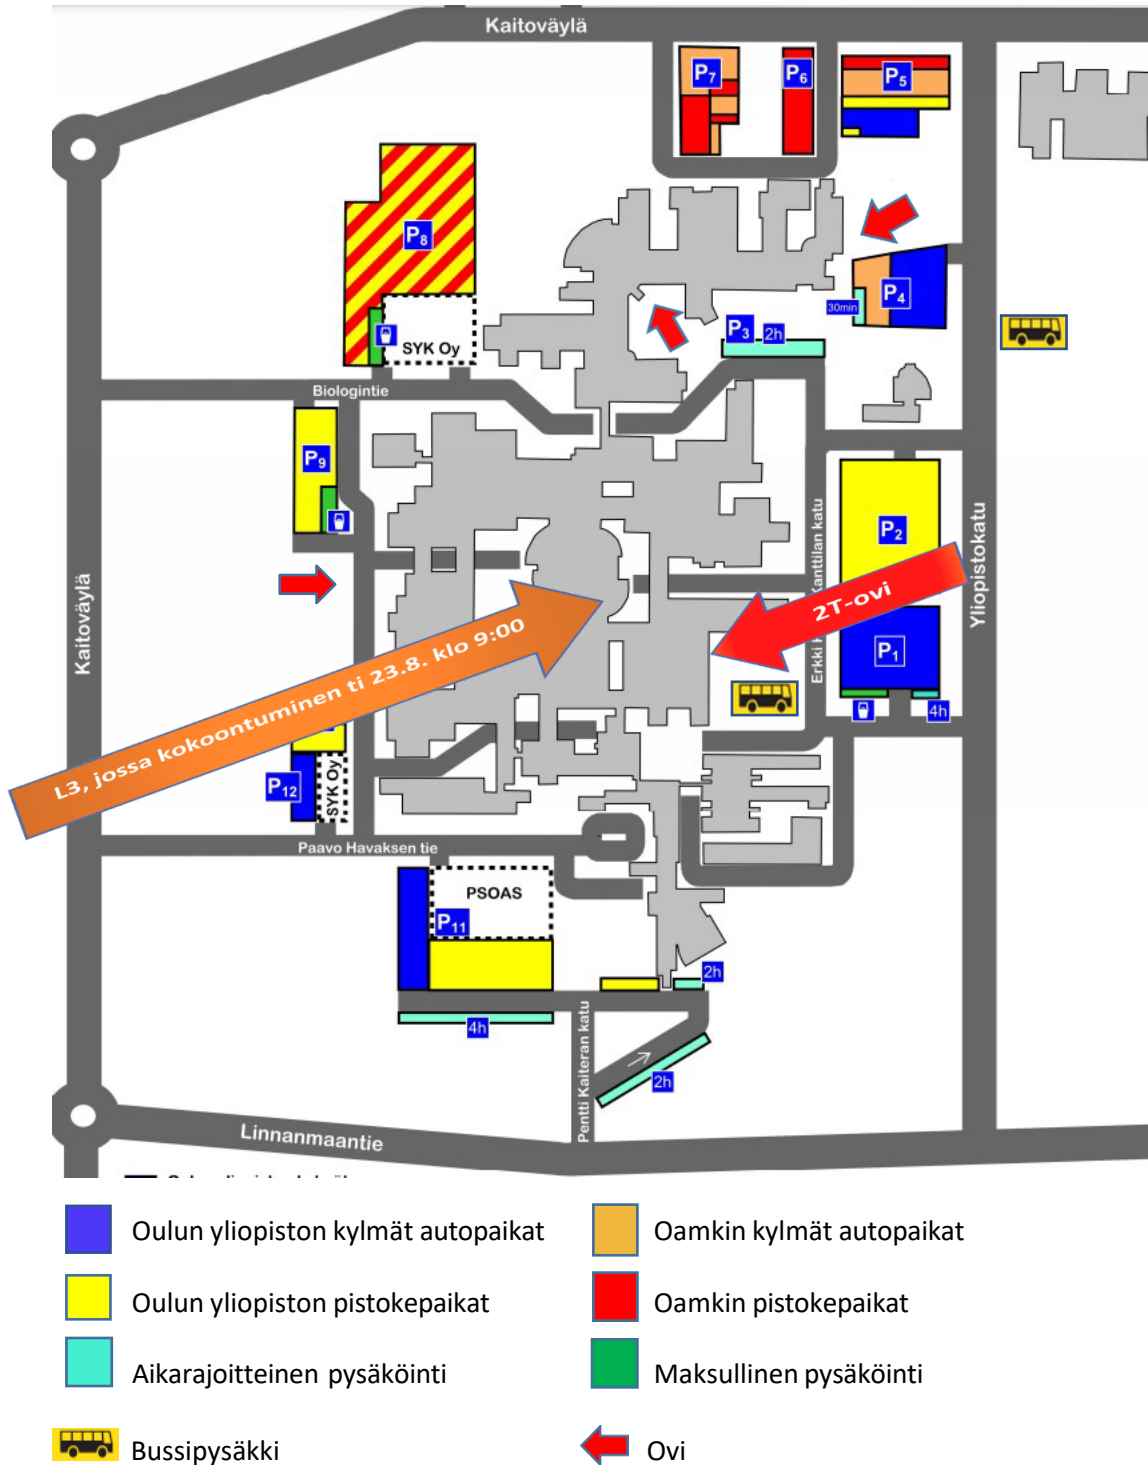 Kaitoväylä
P7
P6
P5
P8
P4
30min
P3
2h
SYK Oy
Biologintie
P9
P2
Kaitoväylä
Erkki K
Kanttilan katu
Yliopistokatu
2T-ovi
L3, jossa kokoontuminen ti 23.8. klo 9:00
P1
4h
P12
SYK Oy
Paavo Havaksen tie
PSOAS
P11
2h
4h
Pentti Kaiteran katu
2h
Linnanmaantie
Oulun yliopiston kylmät autopaikat
Oamkin kylmät autopaikat
Oulun yliopiston pistokepaikat
Oamkin pistokepaikat
Aikarajoitteinen pysäköinti
Maksullinen pysäköinti
Bussipysäkki
Ovi